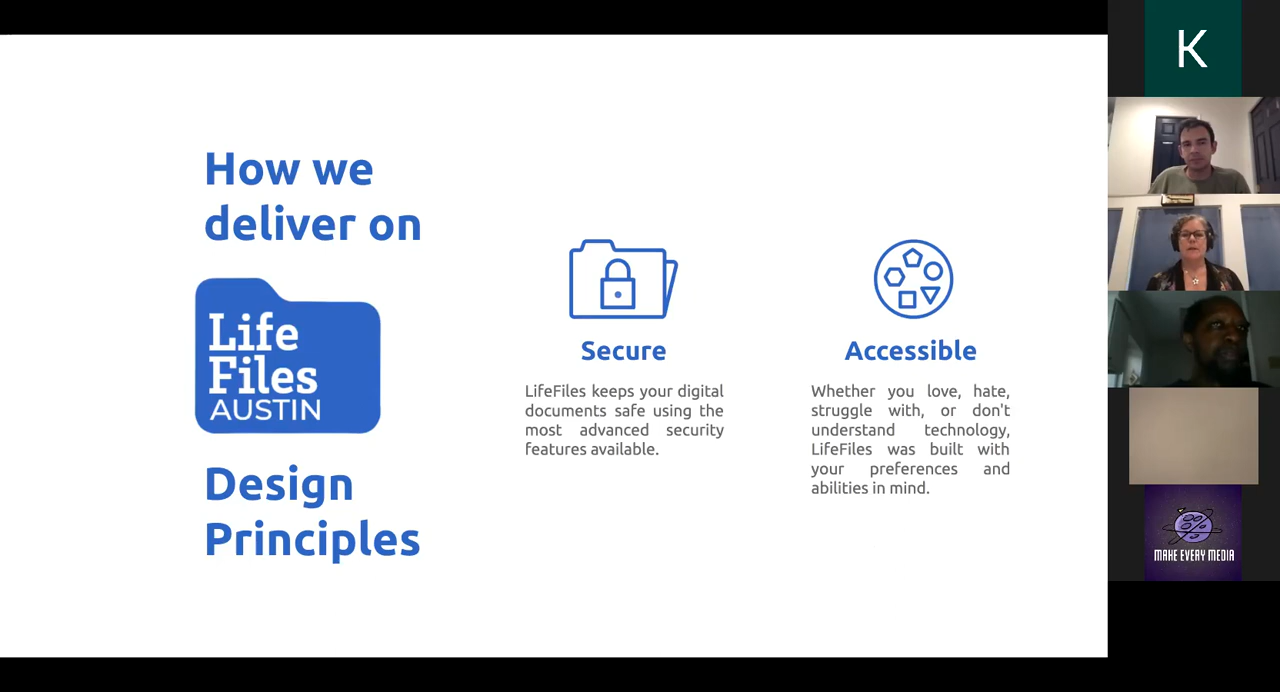 How we
deliver on
Life
Files
AUSTIN
Design
Principles
Secure
LifeFiles keeps your digital
documents safe using the
most advanced security
features available.
Accessible
Whether you love, hate,
struggle with, or don't
understand technology,
LifeFiles was built with
your preferences and
abilities in mind.
K
MAKE EVERY MEDIA